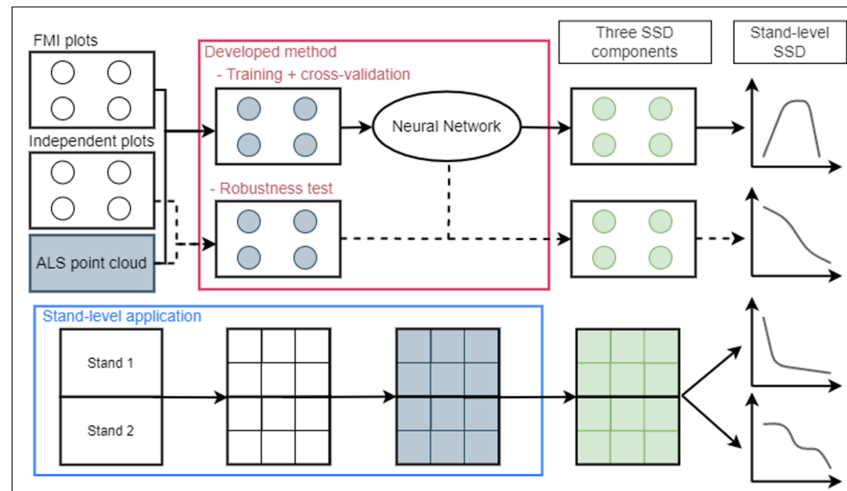 FMI plots
Independent plots
ALS point cloud
Developed method
- Training + cross-validation
Neural Network
- Robustness test
Three SSD
components
Stand-level
SSD
Stand-level application
Stand 1
Stand 2